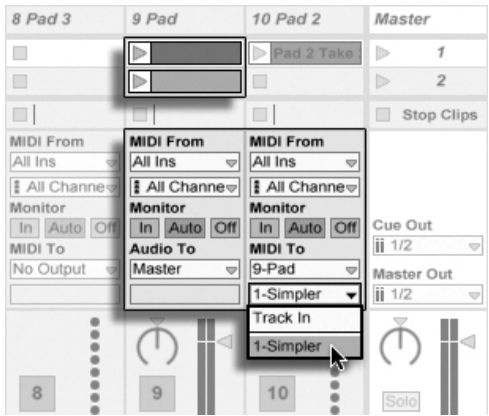 8 Pad 3 9 Pad 10 Pad 2 Master
Pad 2 Take 1
2
Stop Clips
MIDI From MIDI From MIDI From
All Ins All Ins All Ins
All Channe All Channe All Channe
Monitor Monitor Monitor
In Auto Off In Auto Off In Auto Off Cue Out
MIDI To Audio To MIDI To 1/2
No Output Master 9-Pad Master Out
1-Simpler 1/2
Track In
1-Simpler
8 9 10 Solo